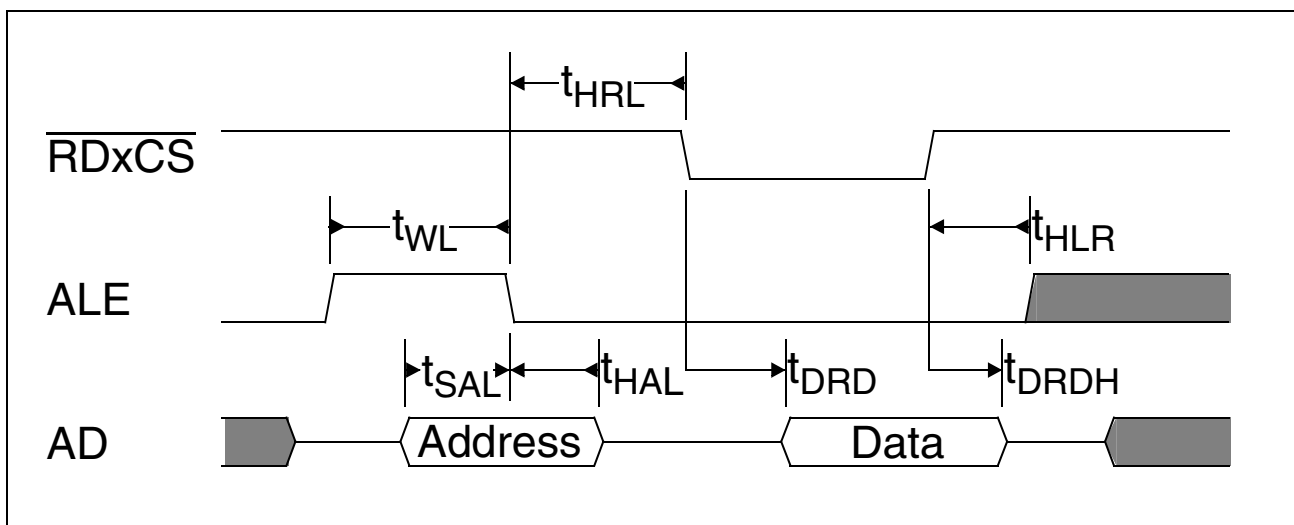 tHRL
RDxCS
tWL
tHLR
ALE
tSAL
tHAL
tDRD
tDRDH
AD
Address
Data